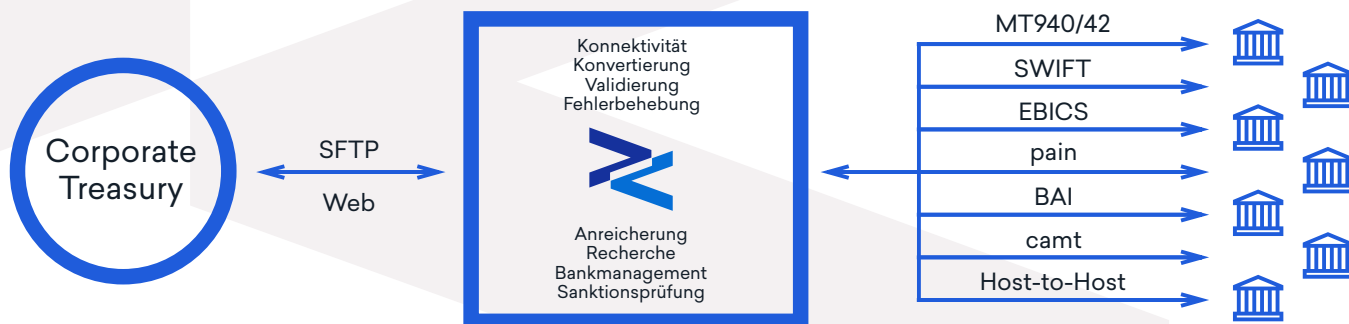 Corporate
Treasury
SFTP
Web
Konnektivität
Konvertierung
Validierung
Fehlerbehebung
Anreicherung
Recherche
Bankmanagement
Sanktionsprüfung
MT940/42
SWIFT
EBICS
pain
BAI
camt
Host-to-Host